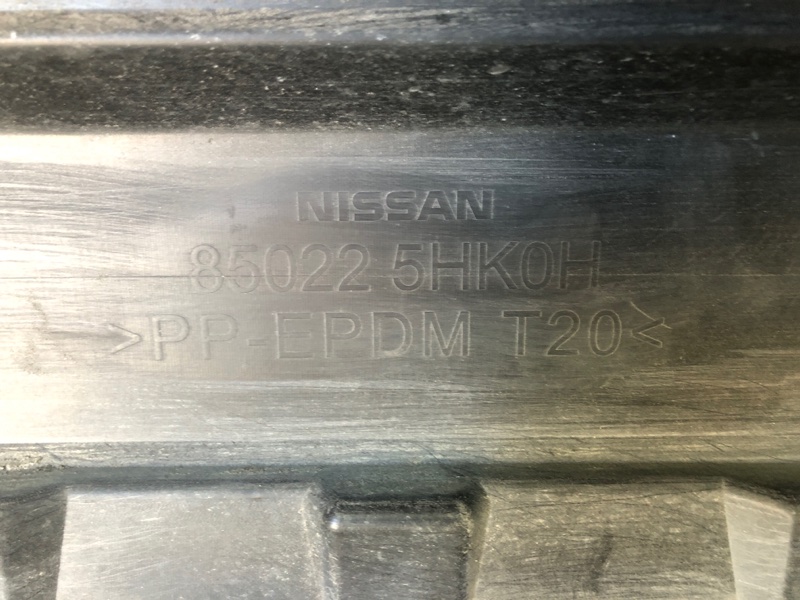 NISSAN
85022 5HK0H
>PP-EPDM T20<